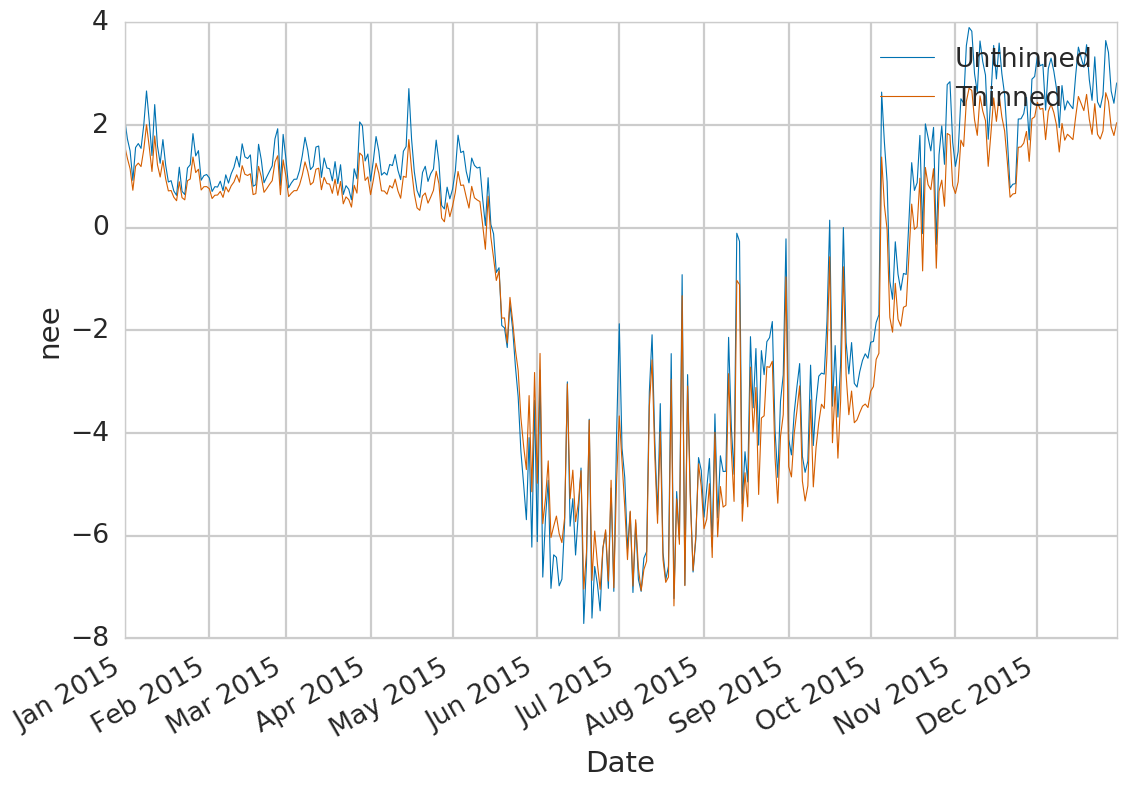 4
2
0
−2
−4
−6
−8
nee
Unthinned
Thinned
Jan 2015
Feb 2015
Mar 2015
Apr 2015
May 2015
Jun 2015
Jul 2015
Aug 2015
Sep 2015
Oct 2015
Nov 2015
Dec 2015
Date